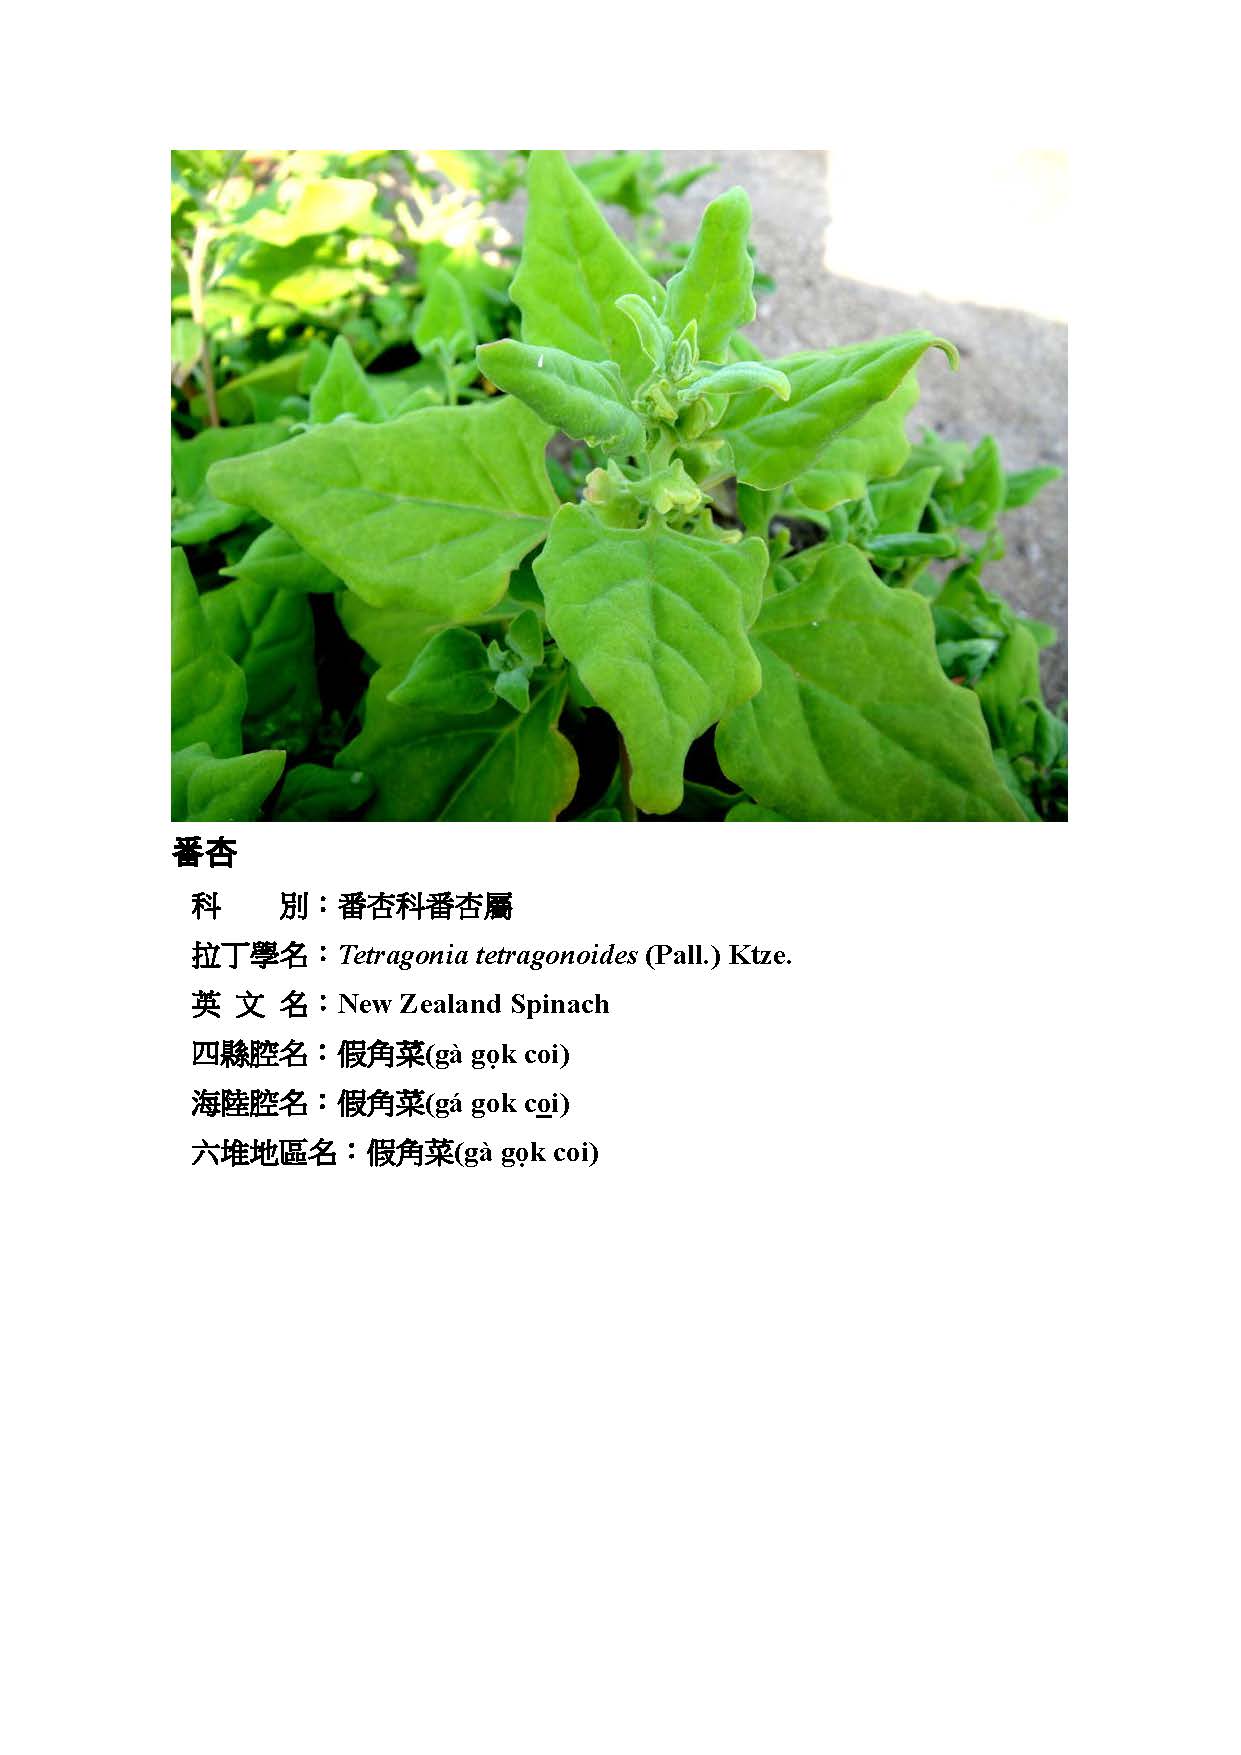 番杏
科　　別：番杏科番杏屬
拉丁學名：Tetragonia tetragonoides (Pall.) Ktze.
英 文 名：New Zealand Spinach
四縣腔名：假角菜(gà gọk coi)
海陸腔名：假角菜(gá gok co̲i)
六堆地區名：假角菜(gà gọk coi)